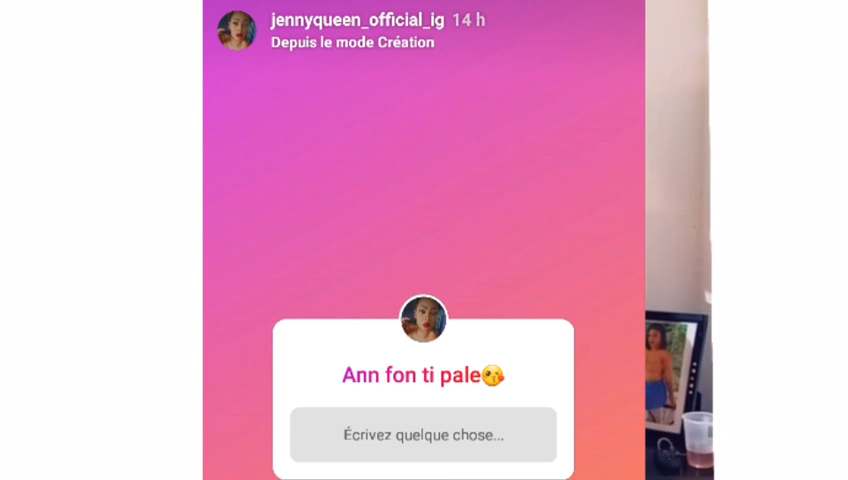 jennyqueen_official_ig 14 h
Depuis le mode Création
Ann fon ti pale😘
Écrivez quelque chose...